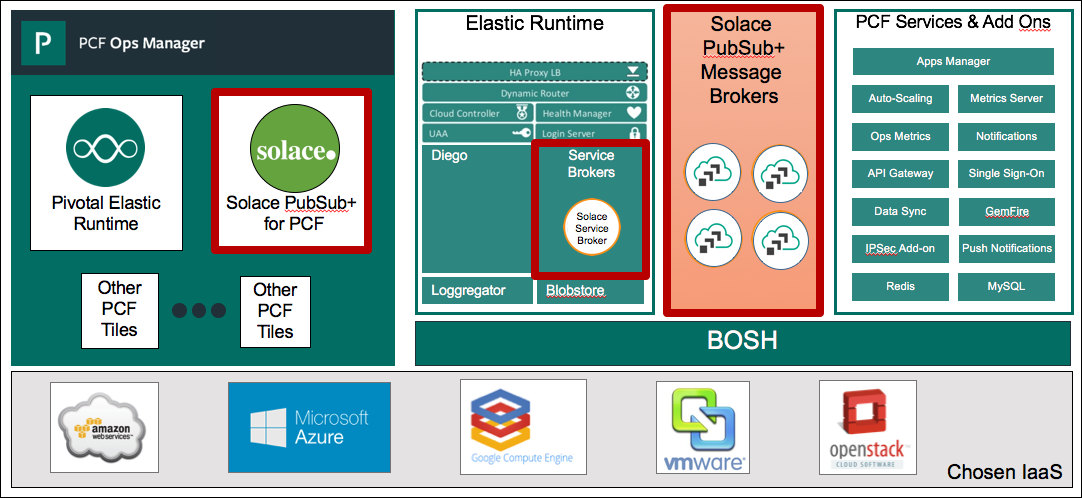 P
PCF Ops Manager
Pivotal Elastic
Runtime
solace.
Solace PubSub+
for PCF
Other
PCF
Tiles
Other
PCF
Tiles
Elastic Runtime
HA Proxy LB
Dynamic Router
Cloud Controller
Health Manager
UAA
Login Server
Diego
Service
Brokers
Solace
Service
Broker
Loggregator
Blobstore
Solace
PubSub+
Message
Brokers
PCF Services & Add Ons
Apps Manager
Auto-Scaling
Metrics Server
Ops Metrics
Notifications
API Gateway
Single Sign-On
Data Sync
GemFire
IPSec Add-on
Push Notifications
Redis
MySQL
BOSH
amazon
webservices™
Microsoft
Azure
Google Compute Engine
vmware®
openstack
CLOUD SOFTWARE
Chosen IaaS